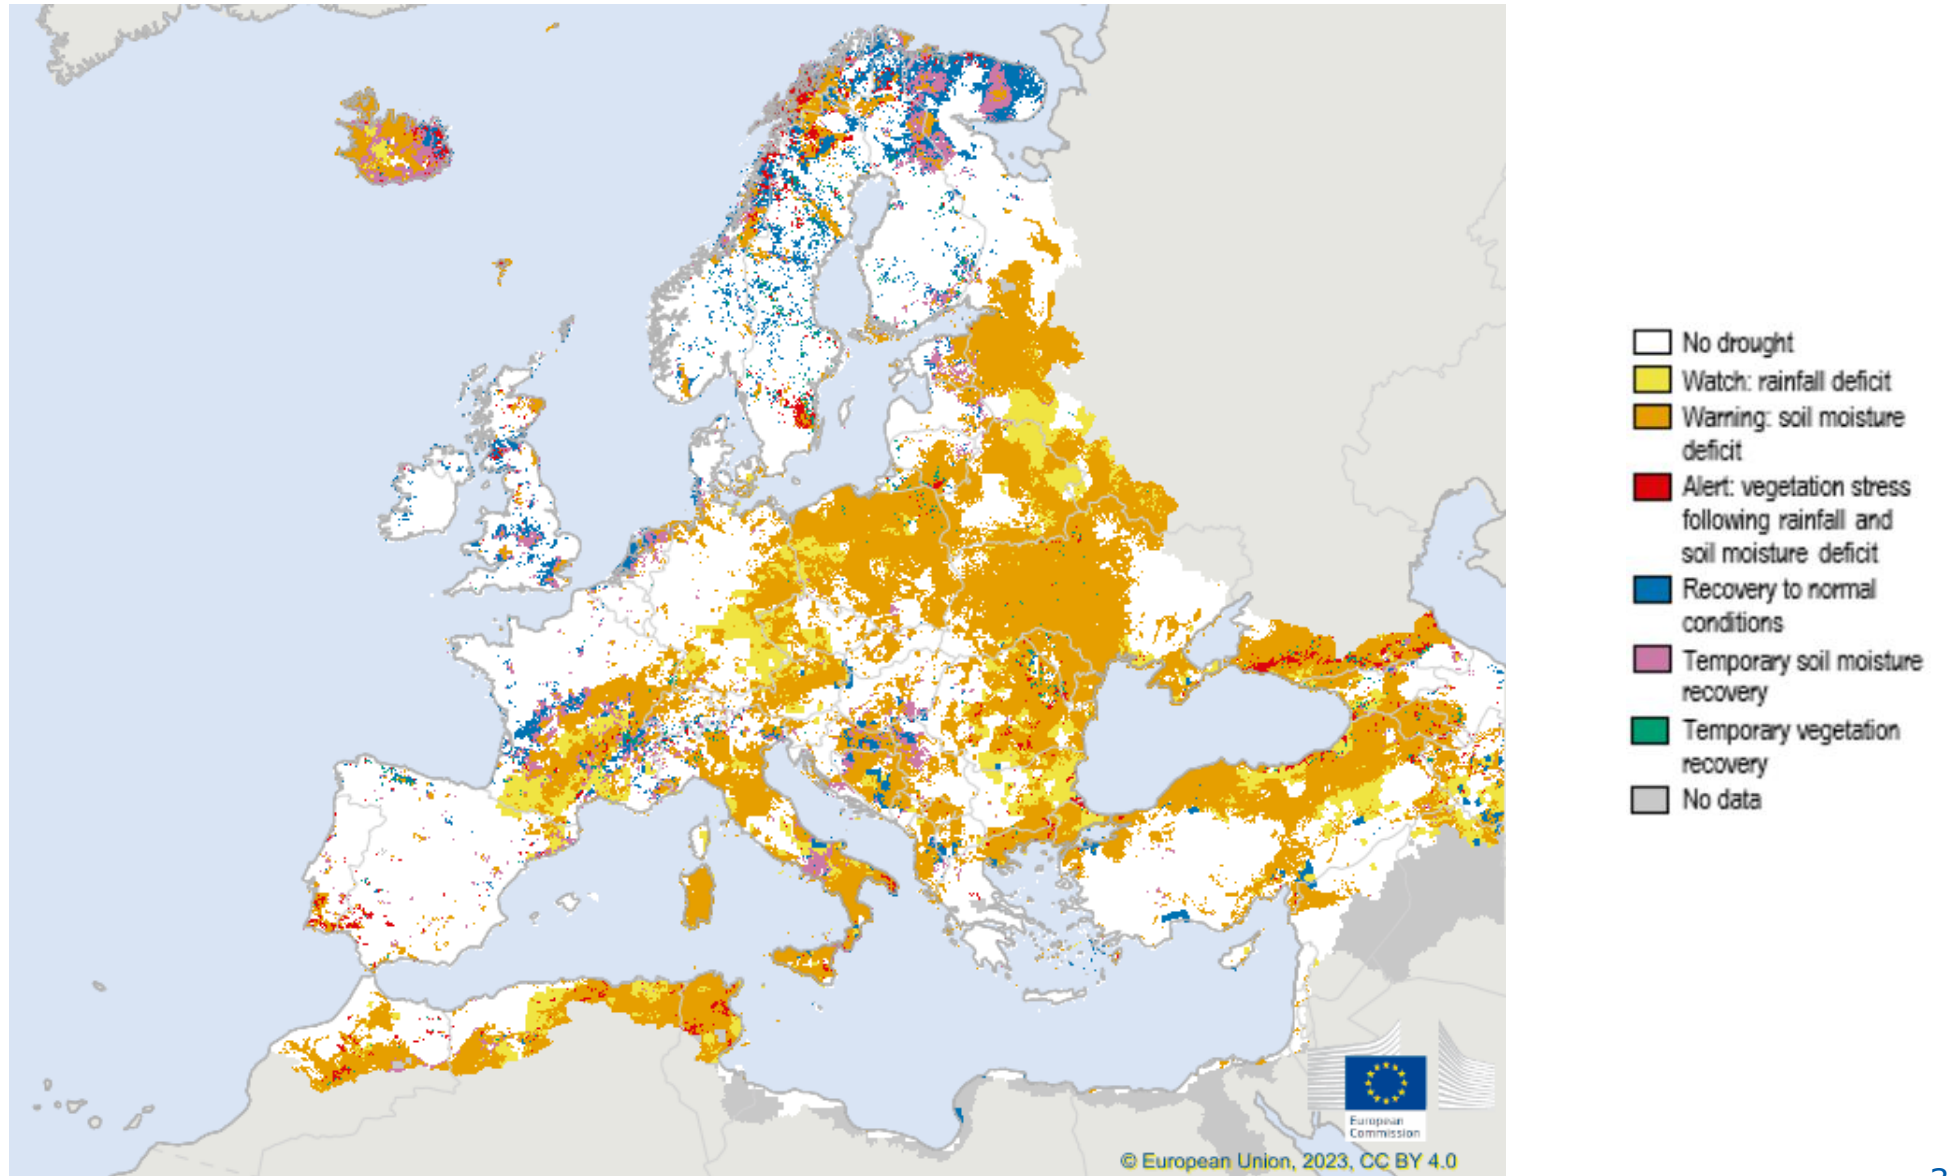 No drought
Watch: rainfall deficit
Warning: soil moisture
deficit
Alert: vegetation stress
following rainfall and
soil moisture deficit
Recovery to normal
conditions
Temporary soil moisture
recovery
Temporary vegetation
recovery
No data
European
Commission
© European Union, 2023, CC BY 4.0